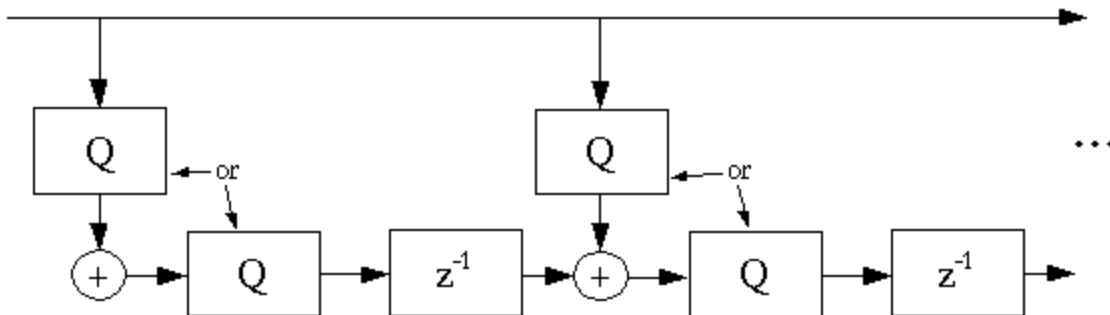 Q Q ...
or or
+ Q z⁻¹ + Q z⁻¹